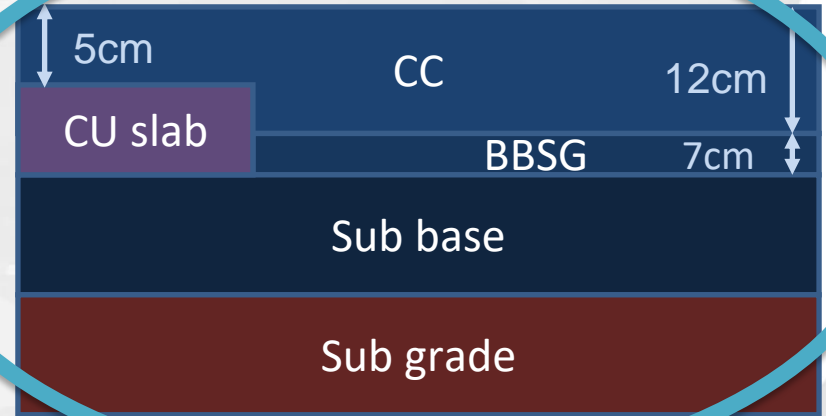 5cm
CC
12cm
CU slab
BBSG
7cm
Sub base
Sub grade